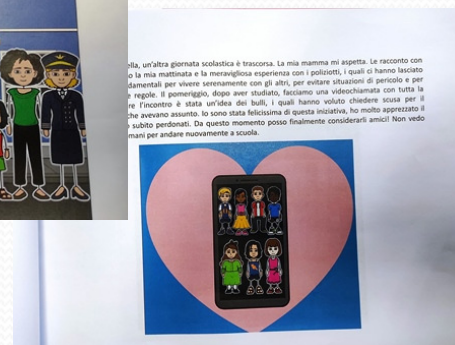 ella, un'altra giornata scolastica è trascorsa. La mia mamma mi aspetta. Le racconto con
o la mia mattinata e la meravigliosa esperienza con i poliziotti, i quali ci hanno lasciato
damentali per vivere serenamente con gli altri, per evitare situazioni di pericolo e per
e regole. Il pomeriggio, dopo aver studiato, facciamo una videochiamata con tutta la
re l'incontro è stata un'idea dei bulli, i quali hanno voluto chiedere scusa per il
che avevano assunto. Io sono stata felicissima di questa iniziativa, ho molto apprezzato il
subito perdonati. Da questo momento posso finalmente considerarli amici! Non vedo
mani per andare nuovamente a scuola.